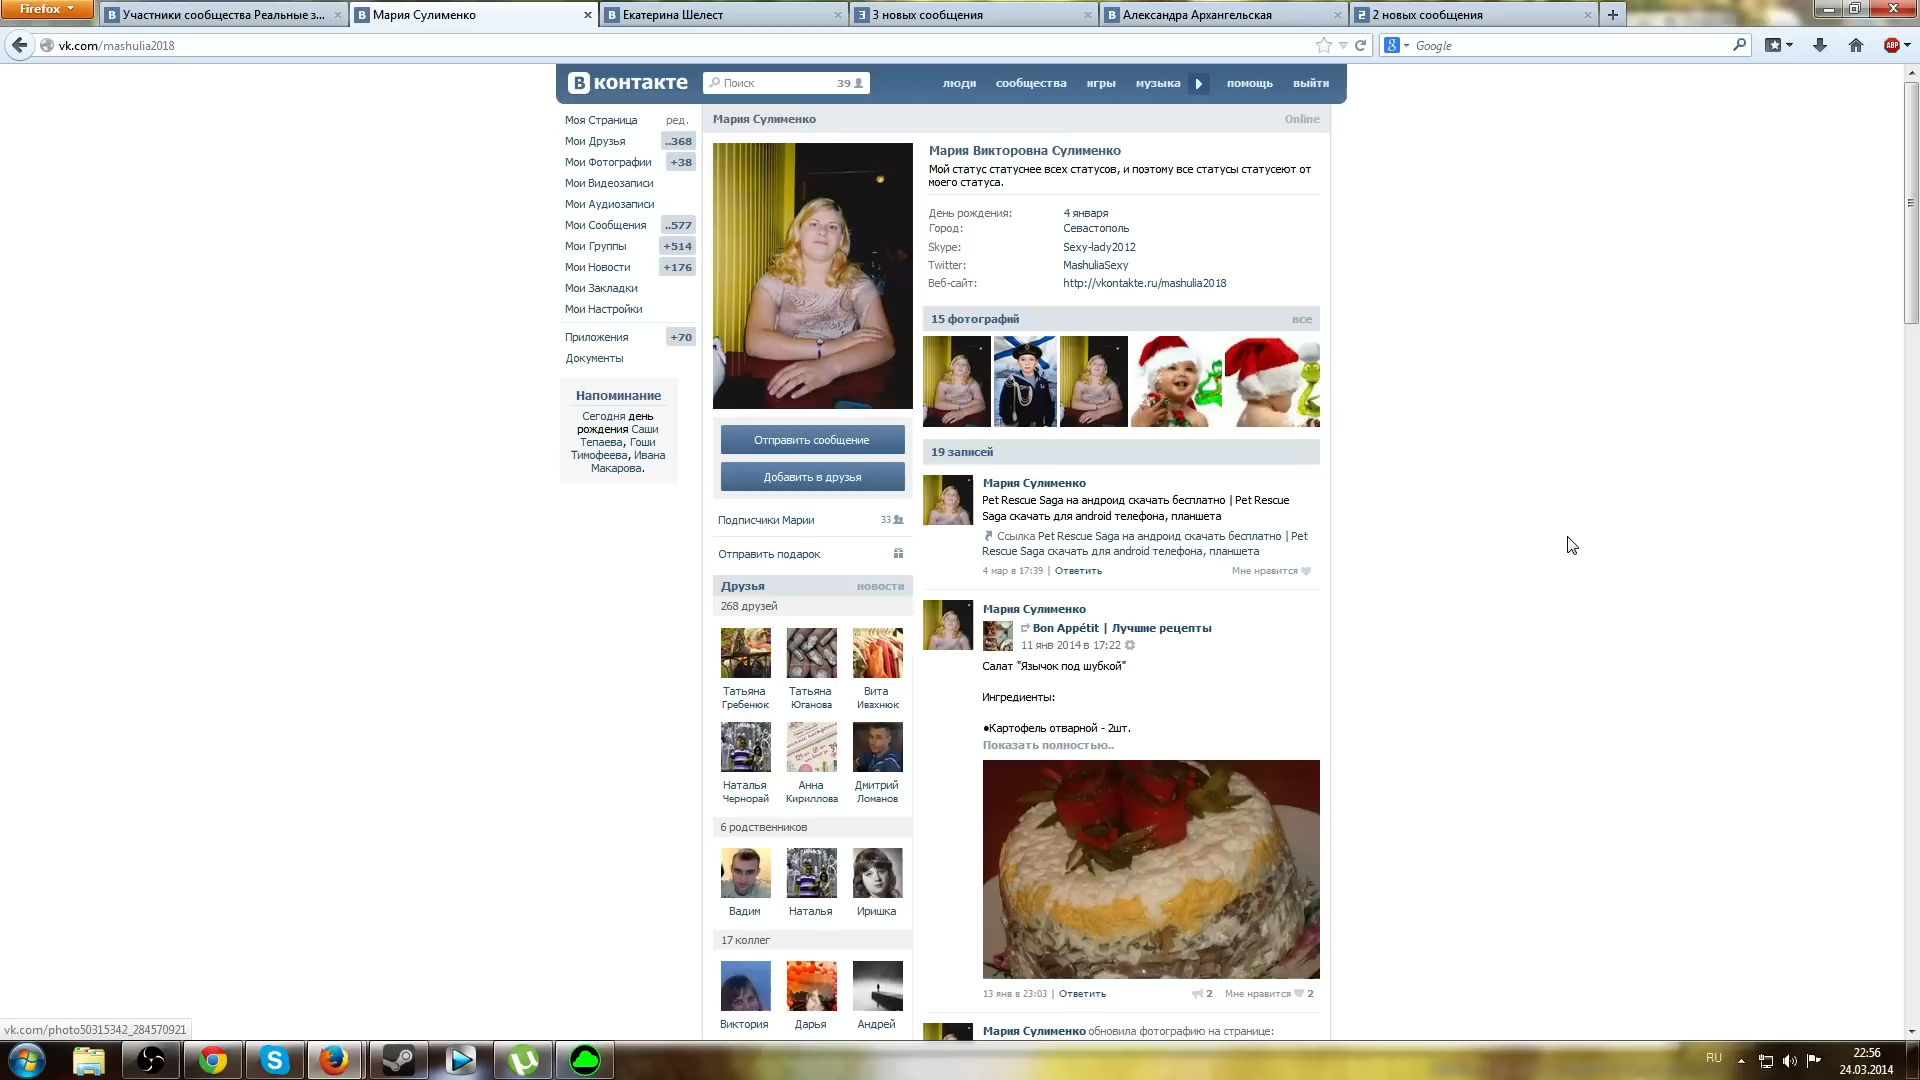 Firefox
Участники сообщества Реальные з...
Мария Сулименко
Екатерина Шелест
3 новых сообщения
Александра Архангельская
2 новых сообщения
vk.com/mashulia2018
Google
ABP
В контакте
Поиск
39
люди
сообщества
игры
музыка
помощь
выйти
Моя Страница
ред.
Мои Друзья
..368
Мои Фотографии
+38
Мои Видеозаписи
Мои Аудиозаписи
Мои Сообщения
..577
Мои Группы
+514
Мои Новости
+176
Мои Закладки
Мои Настройки
Приложения
+70
Документы
Напоминание
Сегодня день
рождения Саши
Тепаева, Гоши
Тимофеева, Ивана
Макарова.
Мария Сулименко
Online
Отправить сообщение
Добавить в друзья
Подписчики Марии
33
Отправить подарок
Друзья
новости
268 друзей
Татьяна
Гребенюк
Татьяна
Юганова
Вита
Ивахнюк
Наталья
Чернорай
Анна
Кириллова
Дмитрий
Ломанов
6 родственников
Вадим
Наталья
Иришка
17 коллег
Виктория
Дарья
Андрей
Мария Викторовна Сулименко
Мой статус статуснее всех статусов, и поэтому все статусы статусеют от
моего статуса.
День рождения:
4 января
Город:
Севастополь
Skype:
Sexy-lady2012
Twitter:
MashuliaSexy
Веб-сайт:
http://vkontakte.ru/mashulia2018
15 фотографий
все
19 записей
Мария Сулименко
Pet Rescue Saga на андроид скачать бесплатно | Pet Rescue
Saga скачать для android телефона, планшета
Ссылка Pet Rescue Saga на андроид скачать бесплатно | Pet
Rescue Saga скачать для android телефона, планшета
4 мар в 17:39 | Ответить
Мне нравится
Мария Сулименко
Bon Appétit | Лучшие рецепты
11 янв 2014 в 17:22
Салат "Язычок под шубкой"
Ингредиенты:
●Картофель отварной - 2шт.
Показать полностью..
13 янв в 23:03 | Ответить
2
Мне нравится
2
Мария Сулименко обновила фотографию на странице:
vk.com/photo50315342_284570921
RU
22:56
24.03.2014